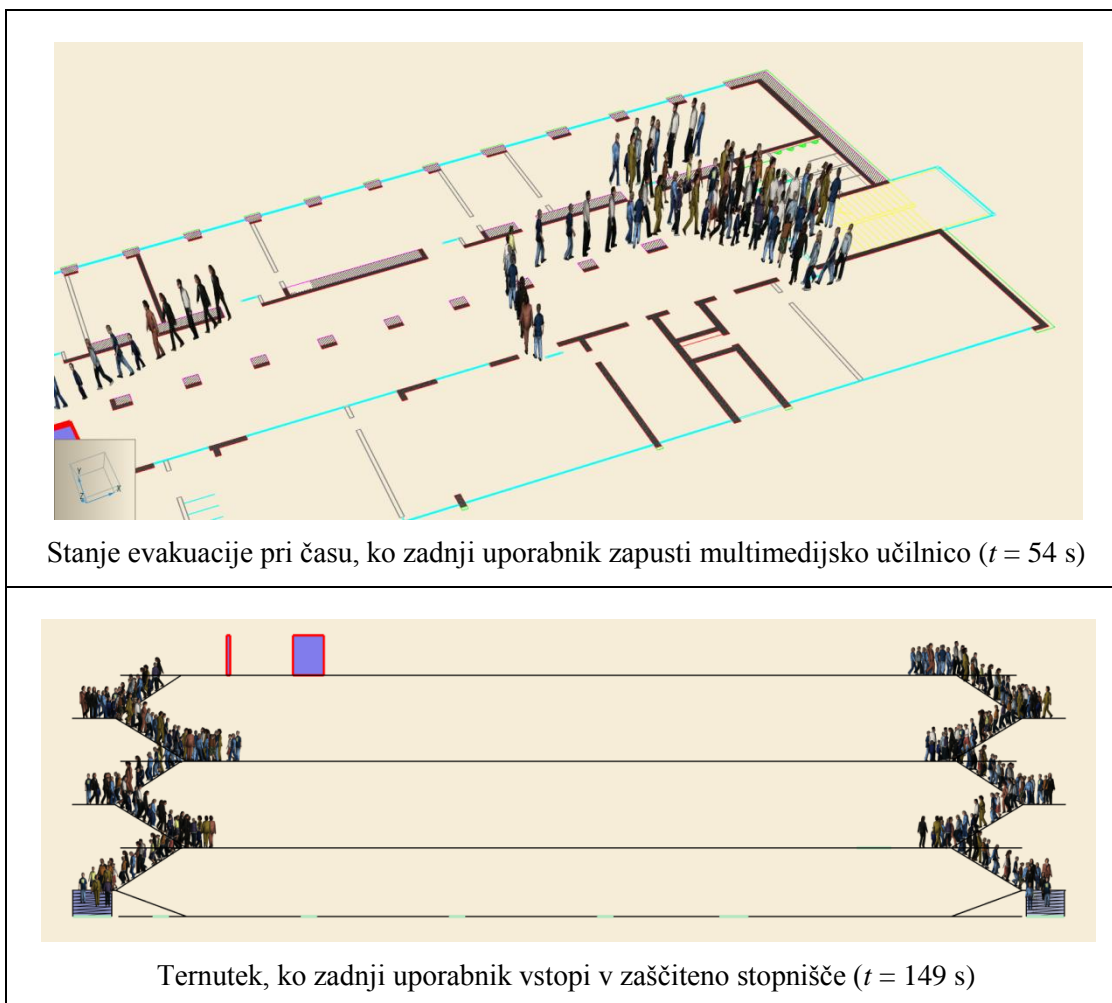 Stanje evakuacije pri času, ko zadnji uporabnik zapusti multimedijsko učilnico (t = 54 s)
Ternutek, ko zadnji uporabnik vstopi v zaščiteno stopnišče (t = 149 s)